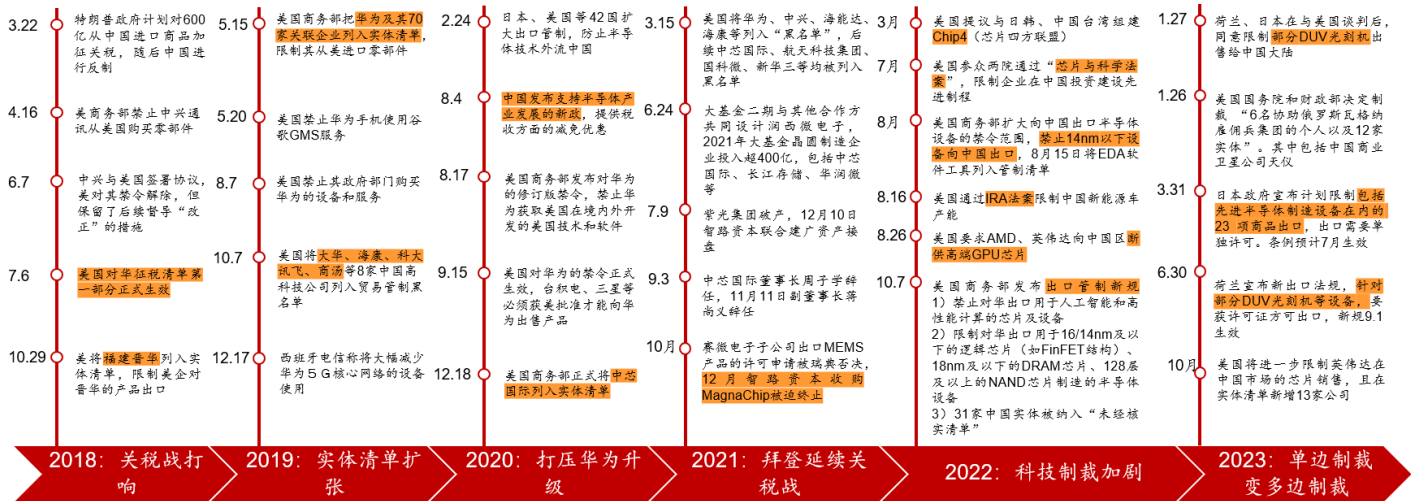 3.22
特朗普政府计划对600
亿从中国进口商品加
征关税，随后中国进
行反制
4.16
美商务部禁止中兴通
讯从美国购买零部件
6.7
中兴与美国签署协议，
美对其禁令解除，但
保留了后续督导“改
正”的措施
7.6
美国对华征税清单第
一部分正式生效
10.29
美将福建晋华列入实
体清单，限制美企对
晋华的产品出口
2018：关税战打
响
5.15
美国商务部把华为及其70
家关联企业列入实体清单，
限制其从美进口零部件
5.20
美国禁止华为手机使用谷
歌GMS服务
8.7
美国禁止其政府部门购买
华为的设备和服务
10.7
美国将大华、海康、科大
讯飞、商汤等8家中国高
科技公司列入贸易管制黑
名单
12.17
西班牙电信称将大幅减少
华为５Ｇ核心网络的设备
使用
2019：实体清单扩
张
2.24
日本、美国等42国扩
大出口管制，防止半导
体技术外流中国
8.4
中国发布支持半导体产
业发展的新政，提供税
收方面的减免优惠
8.17
美国商务部发布对华为
的修订版禁令，禁止华
为获取美国在境内外开
发的美国技术和软件
9.15
美国对华为的禁令正式
生效，台积电、三星等
必须获美批准才能向华
为出售产品
12.18
美国商务部正式将中芯
国际列入实体清单
2020：打压华为升
级
3.15
美国将华为、中兴、海能达、
海康等列入“黑名单”，后
续中芯国际、航天科技集团、
国科微、新华三等均被列入
黑名单
6.24
大基金二期与其他合作方
共同设计润西微电子，
2021年大基金晶圆制造企
业投入超400亿，包括中芯
国际、长江存储、华润微
等
7.9
紫光集团破产，12月10日
智路资本联合建广资产接
盘
9.3
中芯国际董事长周子学辞
任，11月11日副董事长蒋
尚义辞任
10月
赛微电子子公司出口MEMS
产品的许可申请被瑞典否决，
12月智路资本收购
MagnaChip被迫终止
2021：拜登延续关
税战
3月
美国提议与日韩、中国台湾组建
Chip4（芯片四方联盟）
7月
美国参众两院通过“芯片与科学法
案”，限制企业在中国投资建设先
进制程
8月
美国商务部扩大向中国出口半导体
设备的禁令范围，禁止14nm以下设
备向中国出口，8月15日将EDA软
件工具列入管制清单
8.16
美国通过IRA法案限制中国新能源车
产能
8.26
美国要求AMD、英伟达向中国区断
供高端GPU芯片
10.7
美国商务部发布出口管制新规
1）禁止对华出口用于人工智能和高
性能计算的芯片及设备
2）限制对华出口用于16/14nm及以
下的逻辑芯片（如FinFET结构）、
18nm及以下的DRAM芯片、128层
及以上的NAND芯片制造的半导体
设备
3）31家中国实体被纳入“未经核
实清单”
2022：科技制裁加剧
1.27
荷兰、日本在与美国谈判后，
同意限制部分DUV光刻机出
售给中国大陆
1.26
美国国务院和财政部决定制
裁 “6名协助俄罗斯瓦格纳
雇佣兵集团的个人以及12家
实体”。其中包括中国商业
卫星公司天仪
3.31
日本政府宣布计划限制包括
先进半导体制造设备在内的
23 项商品出口，出口需要单
独许可。条例预计7月生效
6.30
荷兰宣布新出口法规，针对
部分DUV光刻机等设备，要
获许可证方可出口，新规9.1
生效
10月
美国将进一步限制英伟达在
中国市场的芯片销售，且在
实体清单新增13家公司
2023：单边制裁
变多边制裁